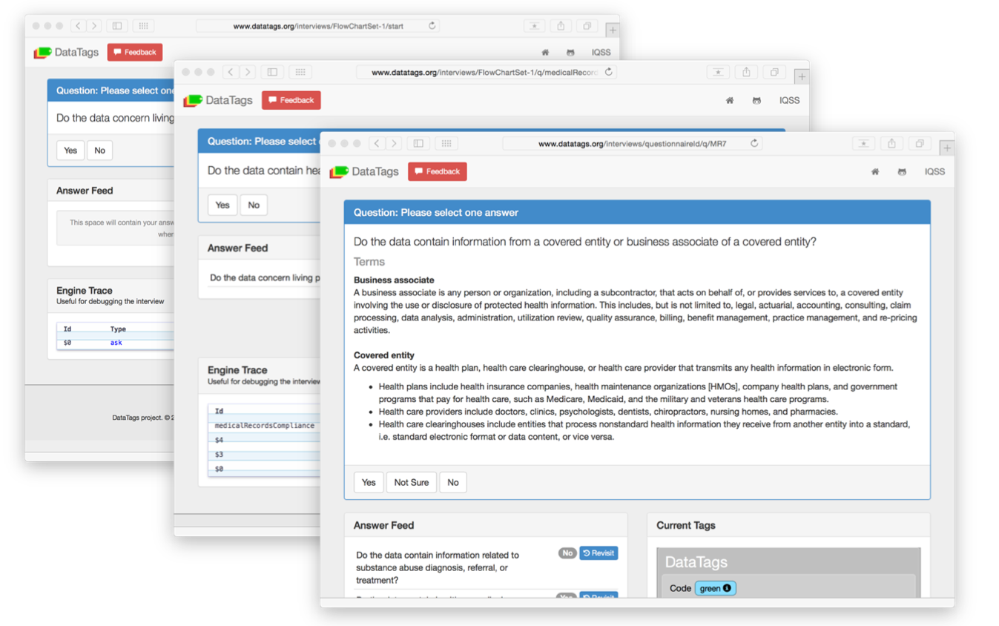 www.datatags.org/interviews/FlowChartSet-1/start
DataTags
Feedback
IQSS
Question: Please select one
Do the data concern living
Yes
No
Answer Feed
This space will contain your answ
wher
Engine Trace
Useful for debugging the interview
Id Type
$0 ask
DataTags project. © 2
www.datatags.org/interviews/FlowChartSet-1/q/medicalRecor
DataTags
Feedback
IQSS
Question: Please select
Do the data contain hea
Yes
No
Answer Feed
Do the data concern living p
Engine Trace
Useful for debugging the interview
Id
medicalRecordsCompliance
$4
$3
$0
www.datatags.org/interviews/questionnaireId/q/MR7
DataTags
Feedback
IQSS
Question: Please select one answer
Do the data contain information from a covered entity or business associate of a covered entity?
Terms
Business associate
A business associate is any person or organization, including a subcontractor, that acts on behalf of, or provides services to, a covered entity
involving the use or disclosure of protected health information. This includes, but is not limited to, legal, actuarial, accounting, consulting, claim
processing, data analysis, administration, utilization review, quality assurance, billing, benefit management, practice management, and re-pricing
activities.
Covered entity
A covered entity is a health plan, health care clearinghouse, or health care provider that transmits any health information in electronic form.
• Health plans include health insurance companies, health maintenance organizations [HMOs], company health plans, and government
programs that pay for health care, such as Medicare, Medicaid, and the military and veterans health care programs.
• Health care providers include doctors, clinics, psychologists, dentists, chiropractors, nursing homes, and pharmacies.
• Health care clearinghouses include entities that process nonstandard health information they receive from another entity into a standard,
i.e. standard electronic format or data content, or vice versa.
Yes
Not Sure
No
Answer Feed
Do the data contain information related to
substance abuse diagnosis, referral, or
treatment?
No
Revisit
Yes
Revisit
Current Tags
DataTags
Code green